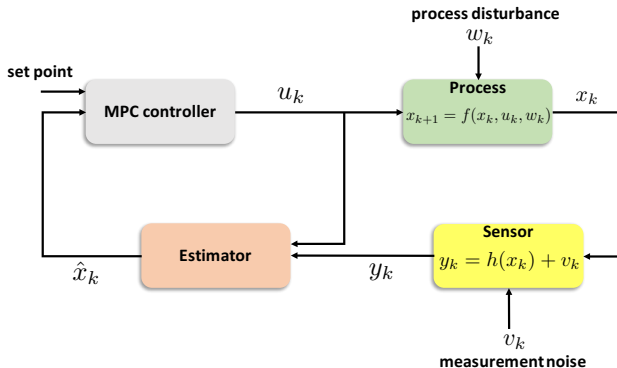 process disturbance
$w_k$
set point
MPC controller
$u_k$
Process
$x_{k+1} = f(x_k, u_k, w_k)$
$x_k$
Estimator
$\hat{x}_k$
$y_k$
Sensor
$y_k = h(x_k) + v_k$
$v_k$
measurement noise